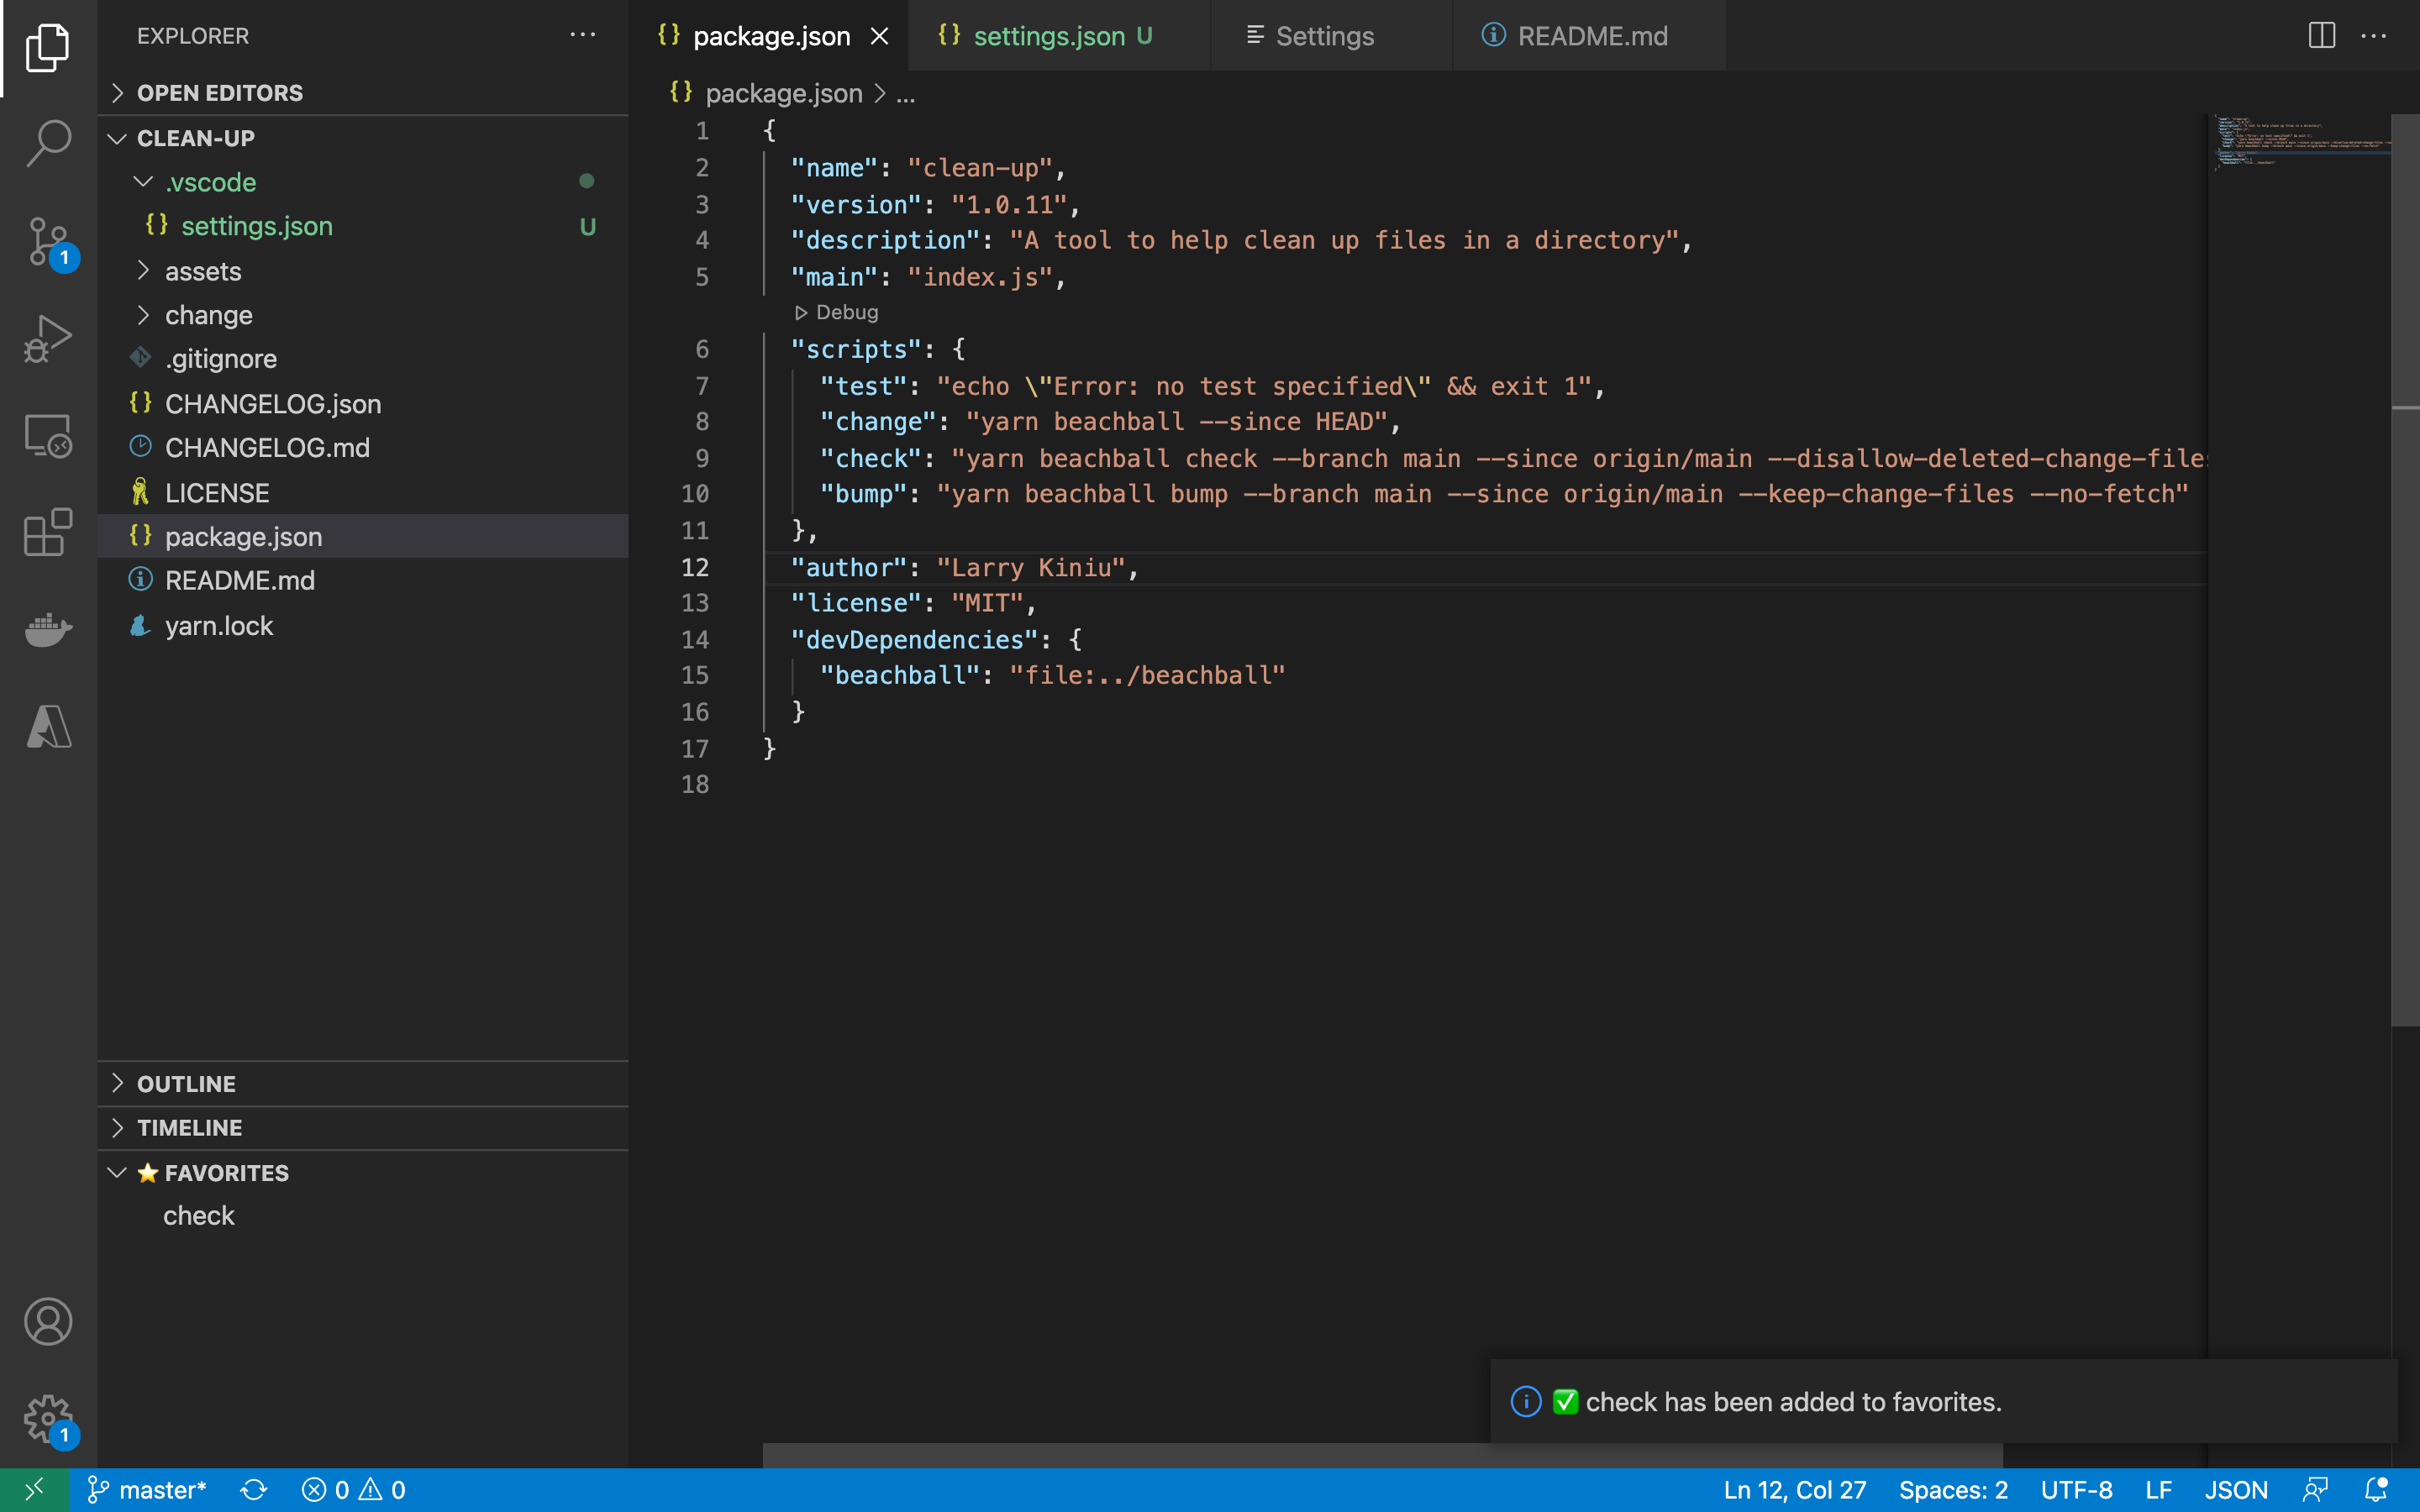 EXPLORER
OPEN EDITORS
CLEAN-UP
.vscode
{} settings.json U
assets
change
.gitignore
{} CHANGELOG.json
CHANGELOG.md
LICENSE
{} package.json
README.md
yarn.lock
OUTLINE
TIMELINE
⭐ FAVORITES
check
{} package.json
{} settings.json U
Settings
README.md
{} package.json > ...
1 {
2 "name": "clean-up",
3 "version": "1.0.11",
4 "description": "A tool to help clean up files in a directory",
5 "main": "index.js",
Debug
6 "scripts": {
7 "test": "echo \"Error: no test specified\" && exit 1",
8 "change": "yarn beachball --since HEAD",
9 "check": "yarn beachball check --branch main --since origin/main --disallow-deleted-change-file
10 "bump": "yarn beachball bump --branch main --since origin/main --keep-change-files --no-fetch"
11 },
12 "author": "Larry Kiniu",
13 "license": "MIT",
14 "devDependencies": {
15 "beachball": "file:../beachball"
16 }
17 }
18
✅ check has been added to favorites.
1
1
master* 0 0
Ln 12, Col 27 Spaces: 2 UTF-8 LF JSON